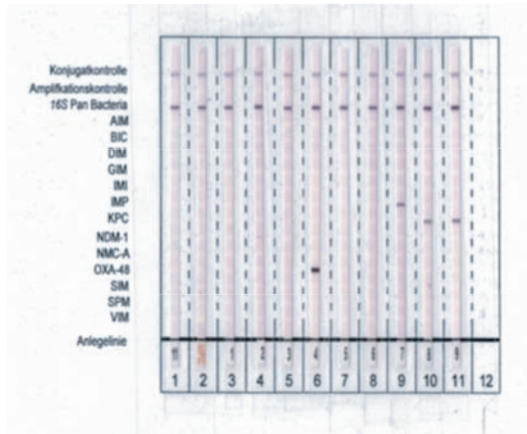 Konjugatkontrolle
Amplifkationskontrolle
16S Pan Bacteria
AIM
BIC
DIM
GIM
IMI
IMP
KPC
NDM-1
NMC-A
OXA-48
SIM
SPM
VIM
Anlegelinie
1 2 3 4 5 6 7 8 9 10 11 12